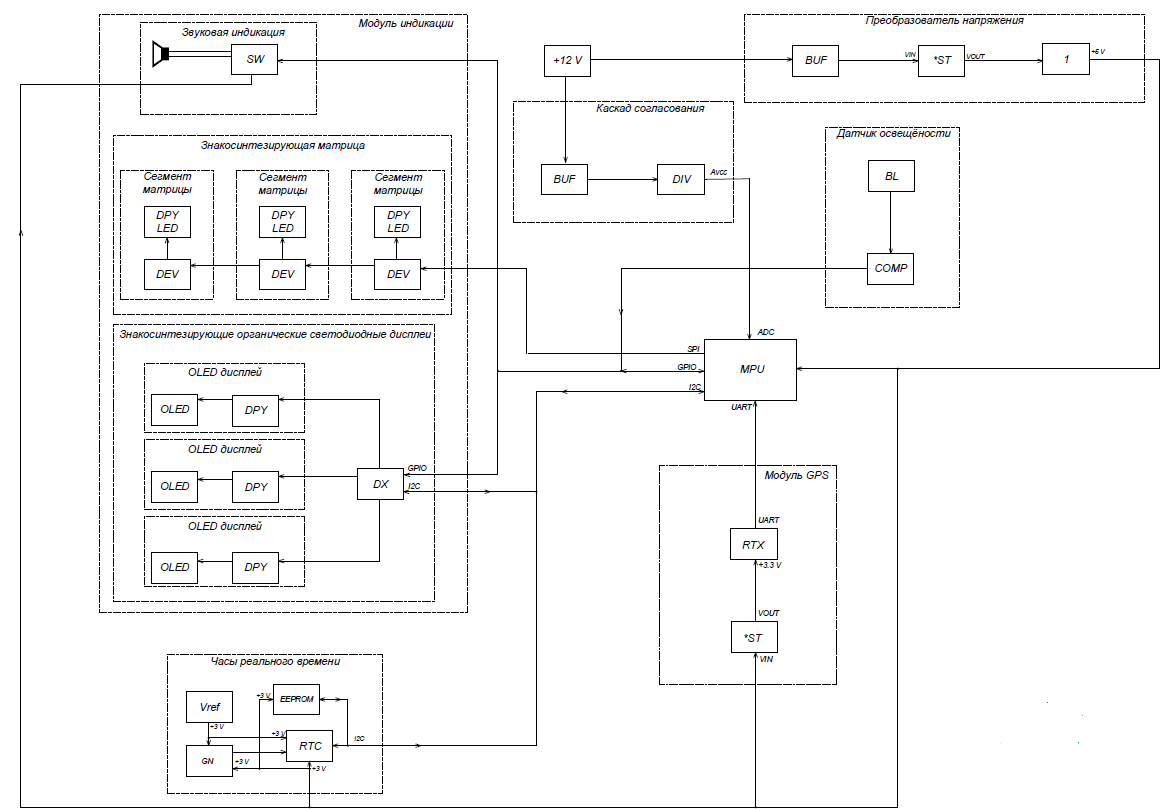 Модуль индикации
Звуковая индикация
SW
Преобразователь напряжения
+12 V
BUF
VIN
*ST
VOUT
1
+5 V
Каскад согласования
BUF
DIV
Avcc
Датчик освещёности
BL
COMP
Знакосинтезирующая матрица
Сегмент
матрицы
DPY
LED
DEV
Сегмент
матрицы
DPY
LED
DEV
Сегмент
матрицы
DPY
LED
DEV
Знакосинтезирующие органические светодиодные дисплеи
OLED дисплей
OLED
DPY
OLED дисплей
OLED
DPY
OLED дисплей
OLED
DPY
DX
GPIO
I2C
ADC
SPI
GPIO
I2C
MPU
UART
Модуль GPS
UART
RTX
+3.3 V
VOUT
*ST
VIN
Часы реального времени
Vref
+3 V
GN
+3 V
+3 V
EEPROM
+3 V
RTC
+3 V
I2C